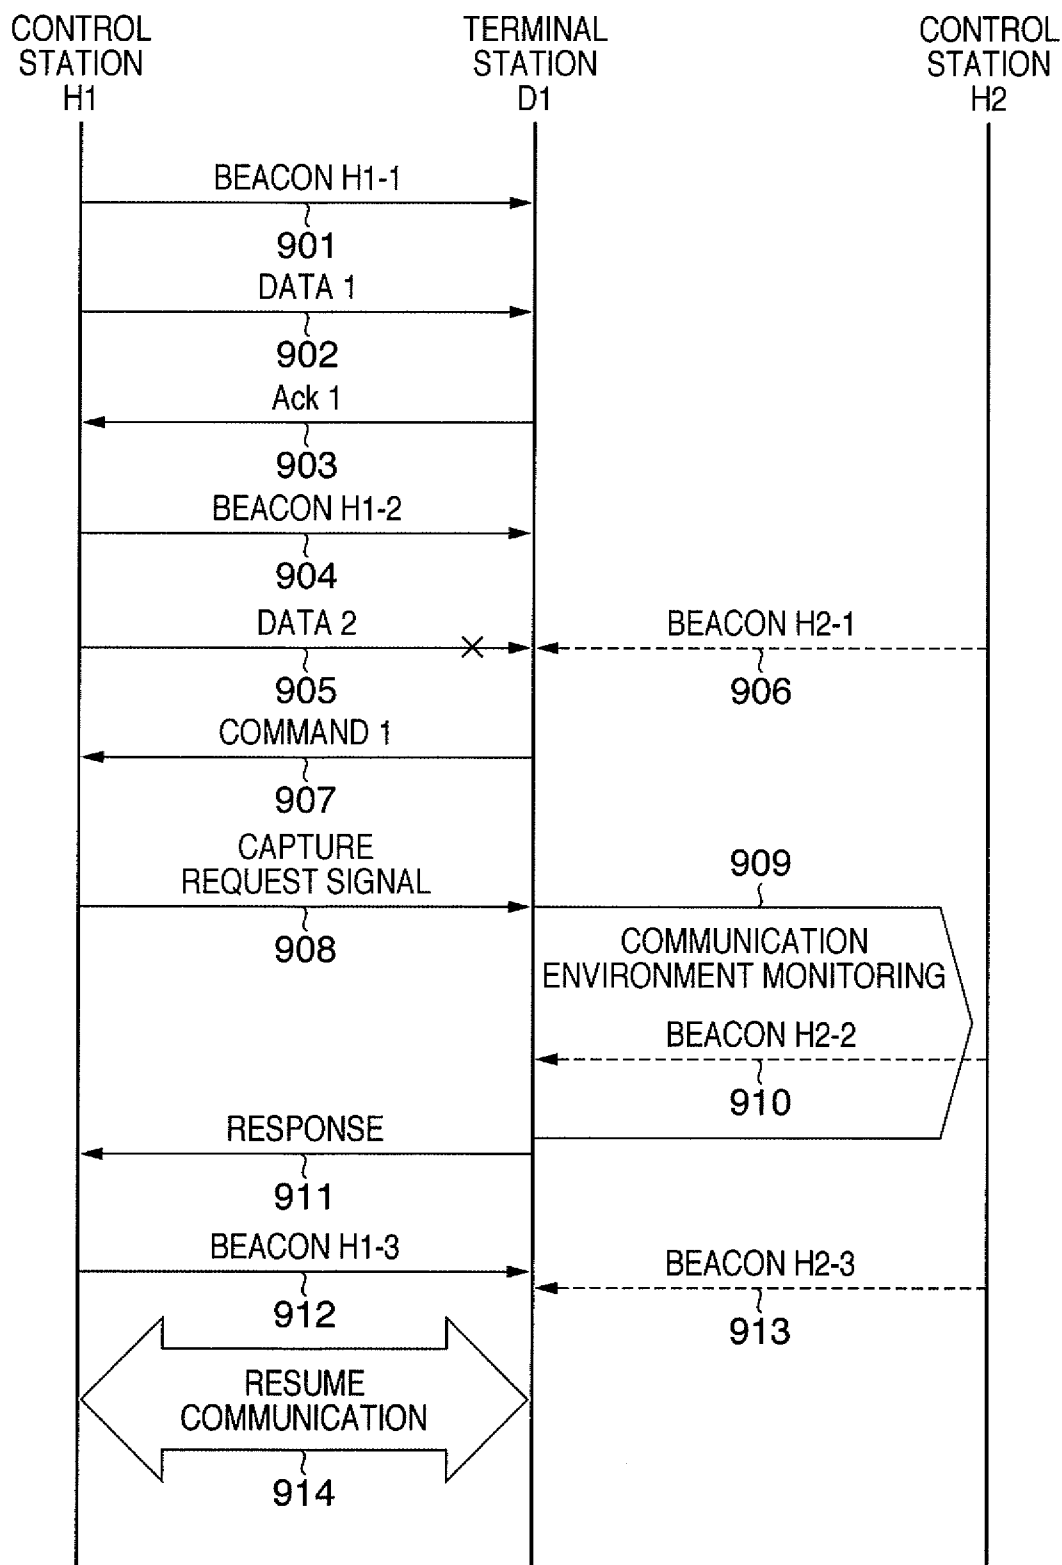 CONTROL
STATION
H1
TERMINAL
STATION
D1
CONTROL
STATION
H2
BEACON H1-1
901
DATA 1
902
Ack 1
903
BEACON H1-2
904
DATA 2
905
BEACON H2-1
906
COMMAND 1
907
CAPTURE
REQUEST SIGNAL
908
909
COMMUNICATION
ENVIRONMENT MONITORING
BEACON H2-2
910
RESPONSE
911
BEACON H1-3
912
BEACON H2-3
913
RESUME
COMMUNICATION
914